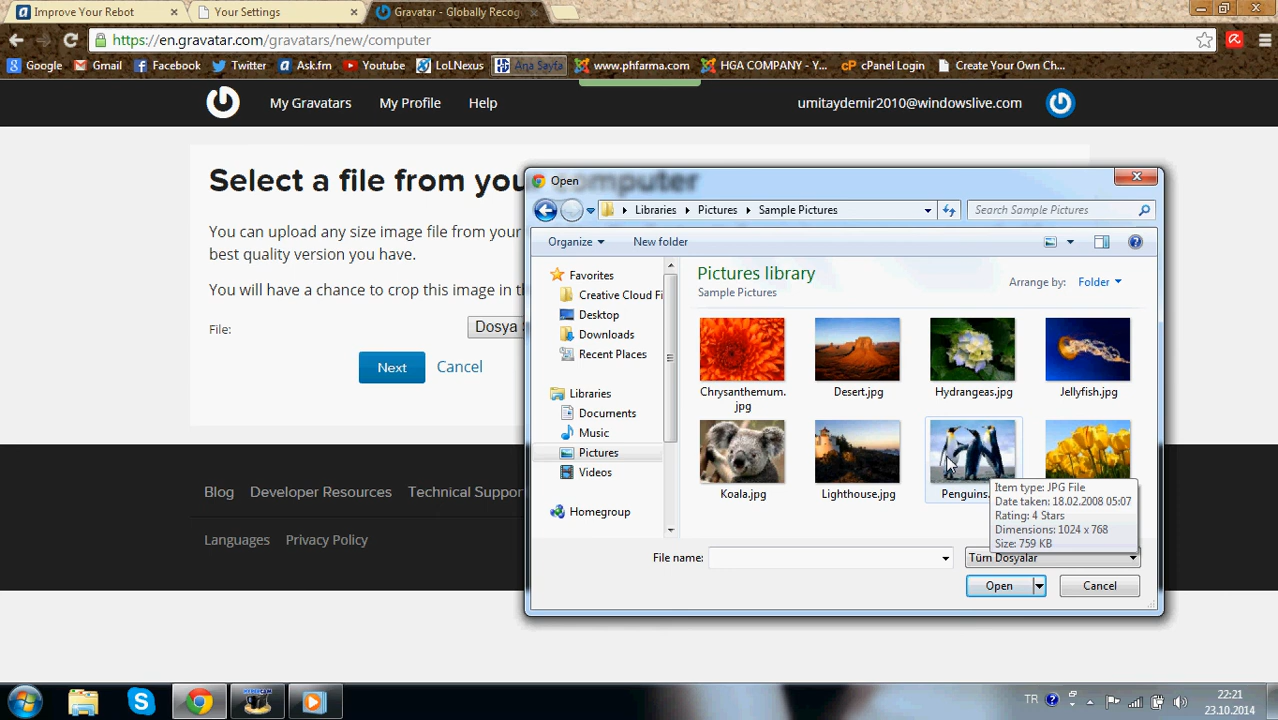 Improve Your Robot
Your Settings
Gravatar - Globally Recog
https://en.gravatar.com/gravatars/new/computer
Google
Gmail
Facebook
Twitter
Ask.fm
Youtube
LoLNexus
Ana Sayfa
www.phfarma.com
HGA COMPANY - Y...
cPanel Login
Create Your Own Ch...
My Gravatars
My Profile
Help
umitaydemir2010@windowslive.com
Select a file from your computer
You can upload any size image file from your
best quality version you have.
You will have a chance to crop this image in th
File:
Dosya
Next
Cancel
Blog
Developer Resources
Technical Suppor
Languages
Privacy Policy
Open
Libraries
Pictures
Sample Pictures
Search Sample Pictures
Organize
New folder
Favorites
Creative Cloud Fi
Desktop
Downloads
Recent Places
Libraries
Documents
Music
Pictures
Videos
Homegroup
Pictures library
Sample Pictures
Arrange by:
Folder
Chrysanthemum.
jpg
Desert.jpg
Hydrangeas.jpg
Jellyfish.jpg
Koala.jpg
Lighthouse.jpg
Penguins.
Item type: JPG File
Date taken: 18.02.2008 05:07
Rating: 4 Stars
Dimensions: 1024 x 768
Size: 759 KB
File name:
Tüm Dosyalar
Open
Cancel
TR
22:21
23.10.2014